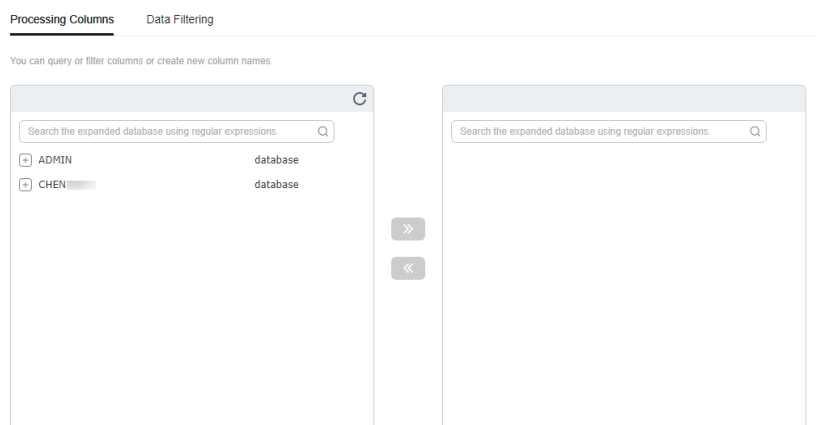 Processing Columns Data Filtering
You can query or filter columns or create new column names.
Search the expanded database using regular expressions.
ADMIN database
CHEN database
Search the expanded database using regular expressions.